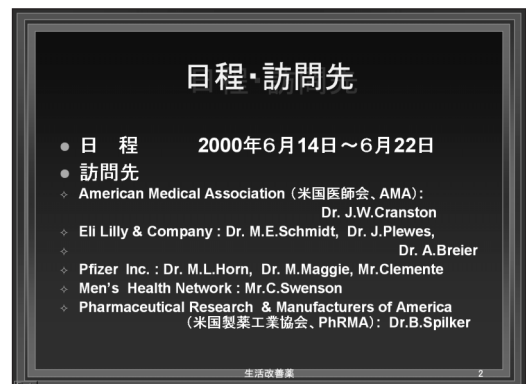 日程・訪問先
● 日　程　　2000年６月14日～６月22日
● 訪問先
✧ American Medical Association （米国医師会、AMA）:
Dr. J.W.Cranston
✧ Eli Lilly & Company : Dr. M.E.Schmidt, Dr. J.Plewes,
✧ Dr. A.Breier
✧ Pfizer Inc. : Dr. M.L.Horn, Dr. M.Maggie, Mr.Clemente
✧ Men's Health Network : Mr.C.Swenson
✧ Pharmaceutical Research & Manufacturers of America
（米国製薬工業協会、PhRMA）: Dr.B.Spilker
生活改善薬 2